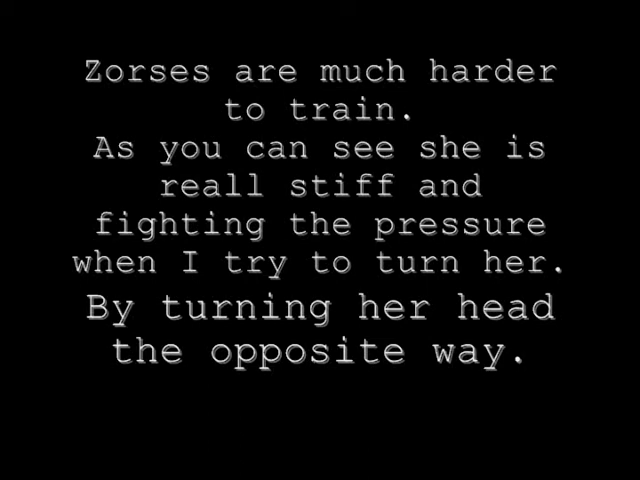 Zorses are much harder
to train.
As you can see she is
reall stiff and
fighting the pressure
when I try to turn her.
By turning her head
the opposite way.